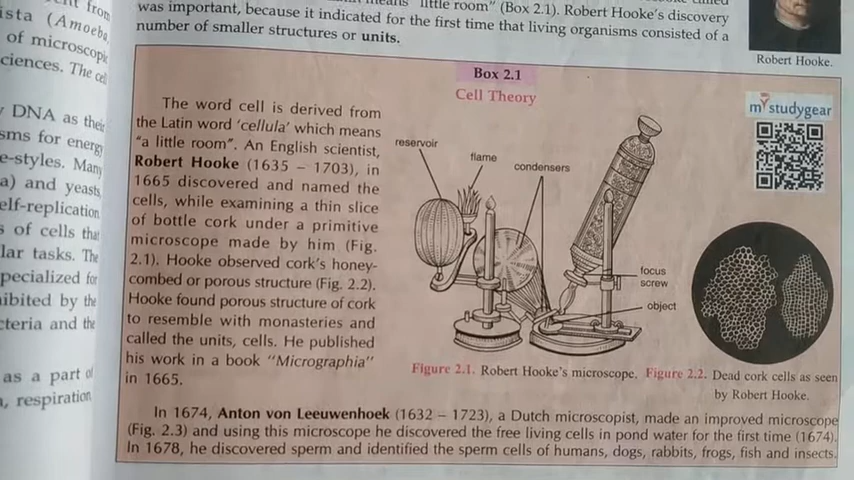 ent from
ista (Amoeba,
of microscopic
ciences. The cell
DNA as their
sms for energy
e-styles. Many
a) and yeasts
elf-replication
s of cells that
lar tasks. The
pecialized for
hibited by the
cteria and the
as a part of
, respiration
little room" (Box 2.1). Robert Hooke's discovery
was important, because it indicated for the first time that living organisms consisted of a
number of smaller structures or units.
Robert Hooke.
Box 2.1
Cell Theory
The word cell is derived from
the Latin word 'cellula' which means
"a little room". An English scientist,
Robert Hooke (1635 – 1703), in
1665 discovered and named the
cells, while examining a thin slice
of bottle cork under a primitive
microscope made by him (Fig.
2.1). Hooke observed cork's honey-
combed or porous structure (Fig. 2.2).
Hooke found porous structure of cork
to resemble with monasteries and
called the units, cells. He published
his work in a book "Micrographia"
in 1665.
reservoir
flame
condensers
focus
screw
object
my studygear
Figure 2.1. Robert Hooke's microscope.
Figure 2.2. Dead cork cells as seen
by Robert Hooke.
In 1674, Anton von Leeuwenhoek (1632 – 1723), a Dutch microscopist, made an improved microscope
(Fig. 2.3) and using this microscope he discovered the free living cells in pond water for the first time (1674).
In 1678, he discovered sperm and identified the sperm cells of humans, dogs, rabbits, frogs, fish and insects.